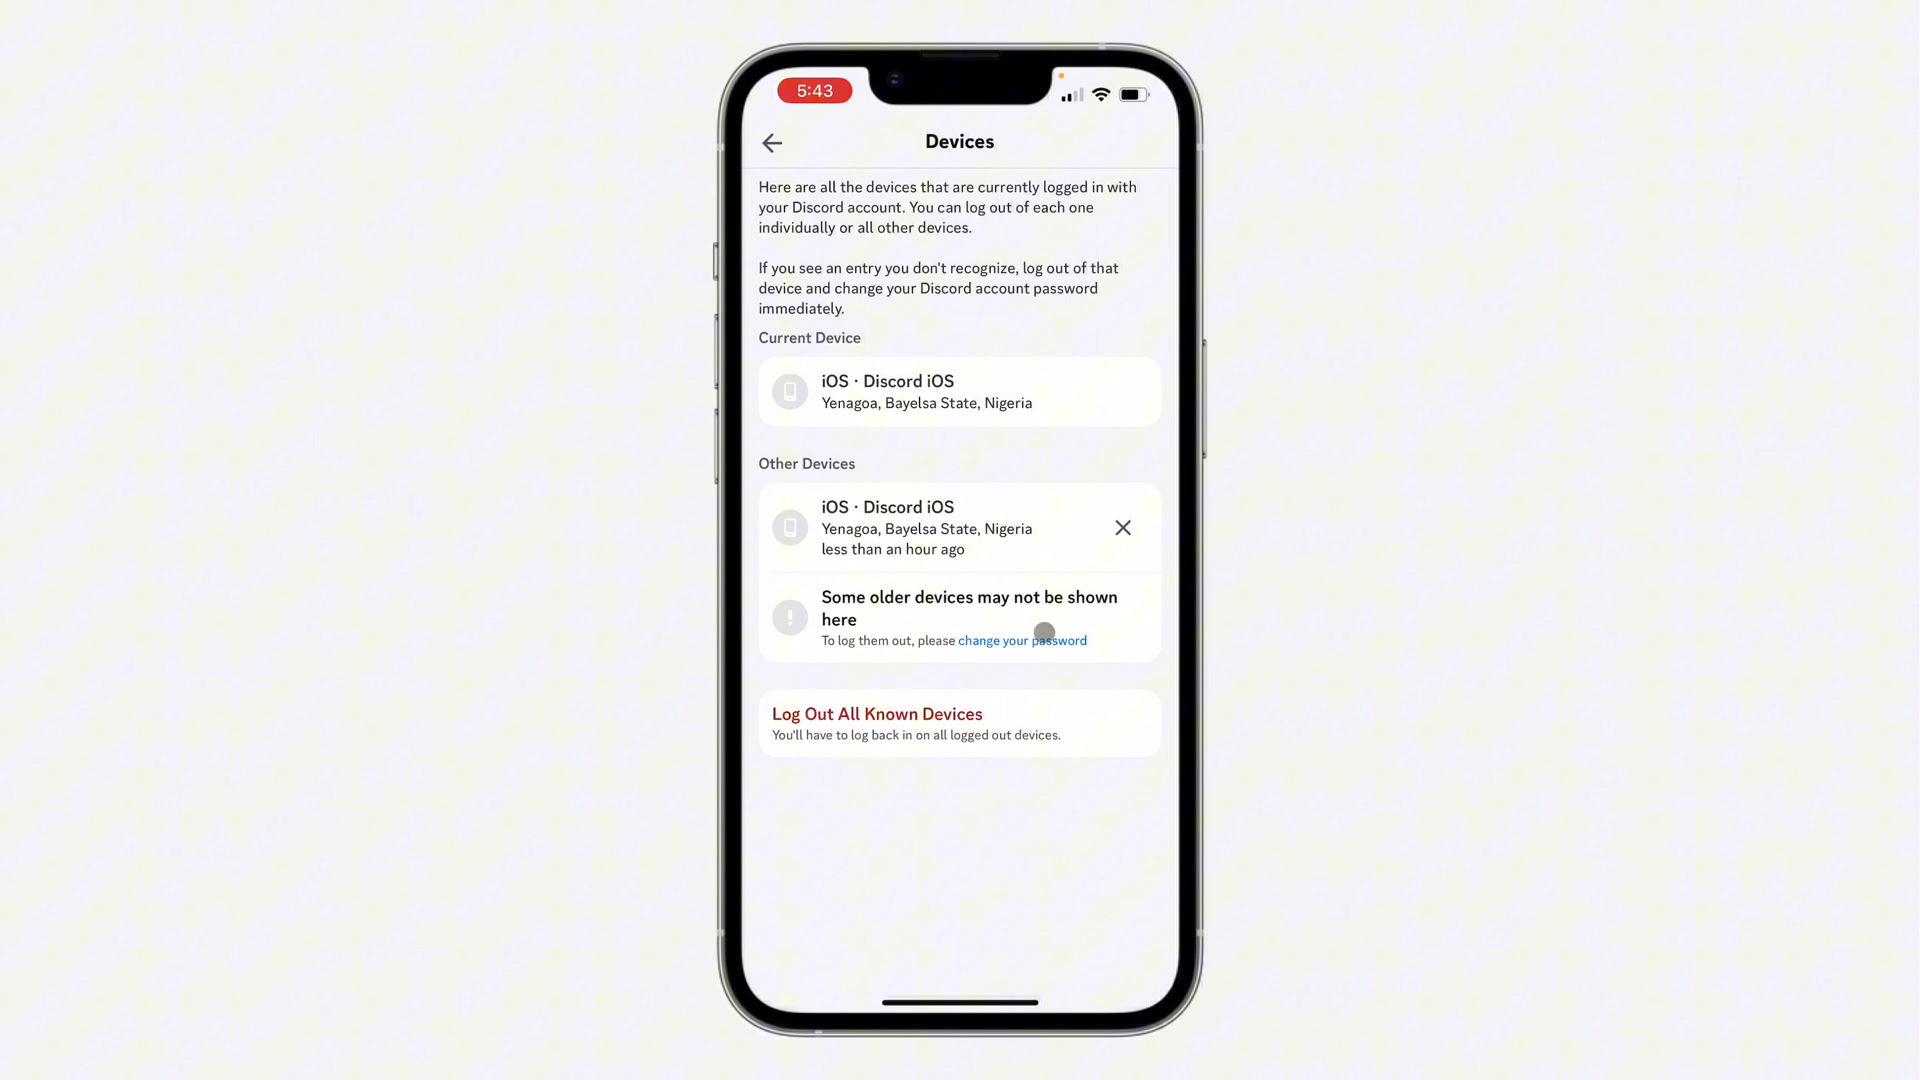 5:43
Devices
Here are all the devices that are currently logged in with
your Discord account. You can log out of each one
individually or all other devices.
If you see an entry you don't recognize, log out of that
device and change your Discord account password
immediately.
Current Device
iOS · Discord iOS
Yenagoa, Bayelsa State, Nigeria
Other Devices
iOS · Discord iOS
Yenagoa, Bayelsa State, Nigeria
less than an hour ago
Some older devices may not be shown
here
To log them out, please change your password
Log Out All Known Devices
You'll have to log back in on all logged out devices.